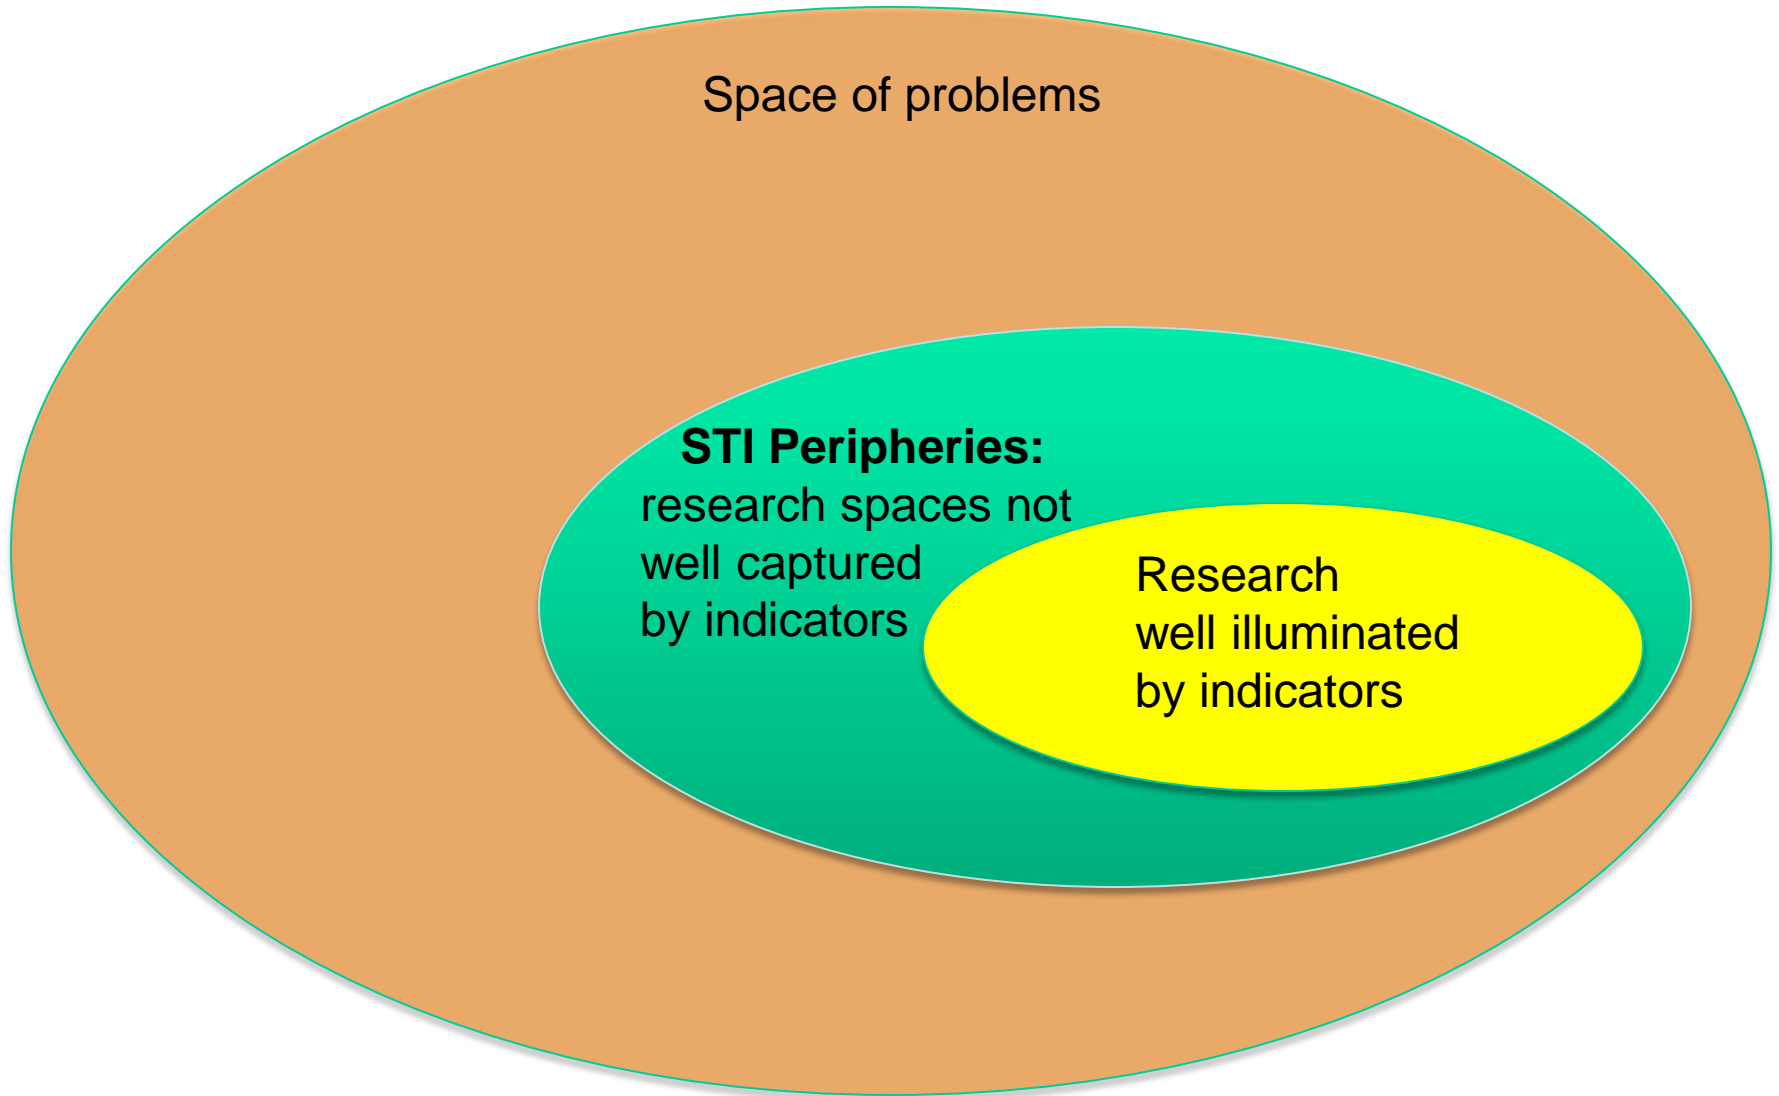 Space of problems
STI Peripheries:
research spaces not
well captured
by indicators
Research
well illuminated
by indicators